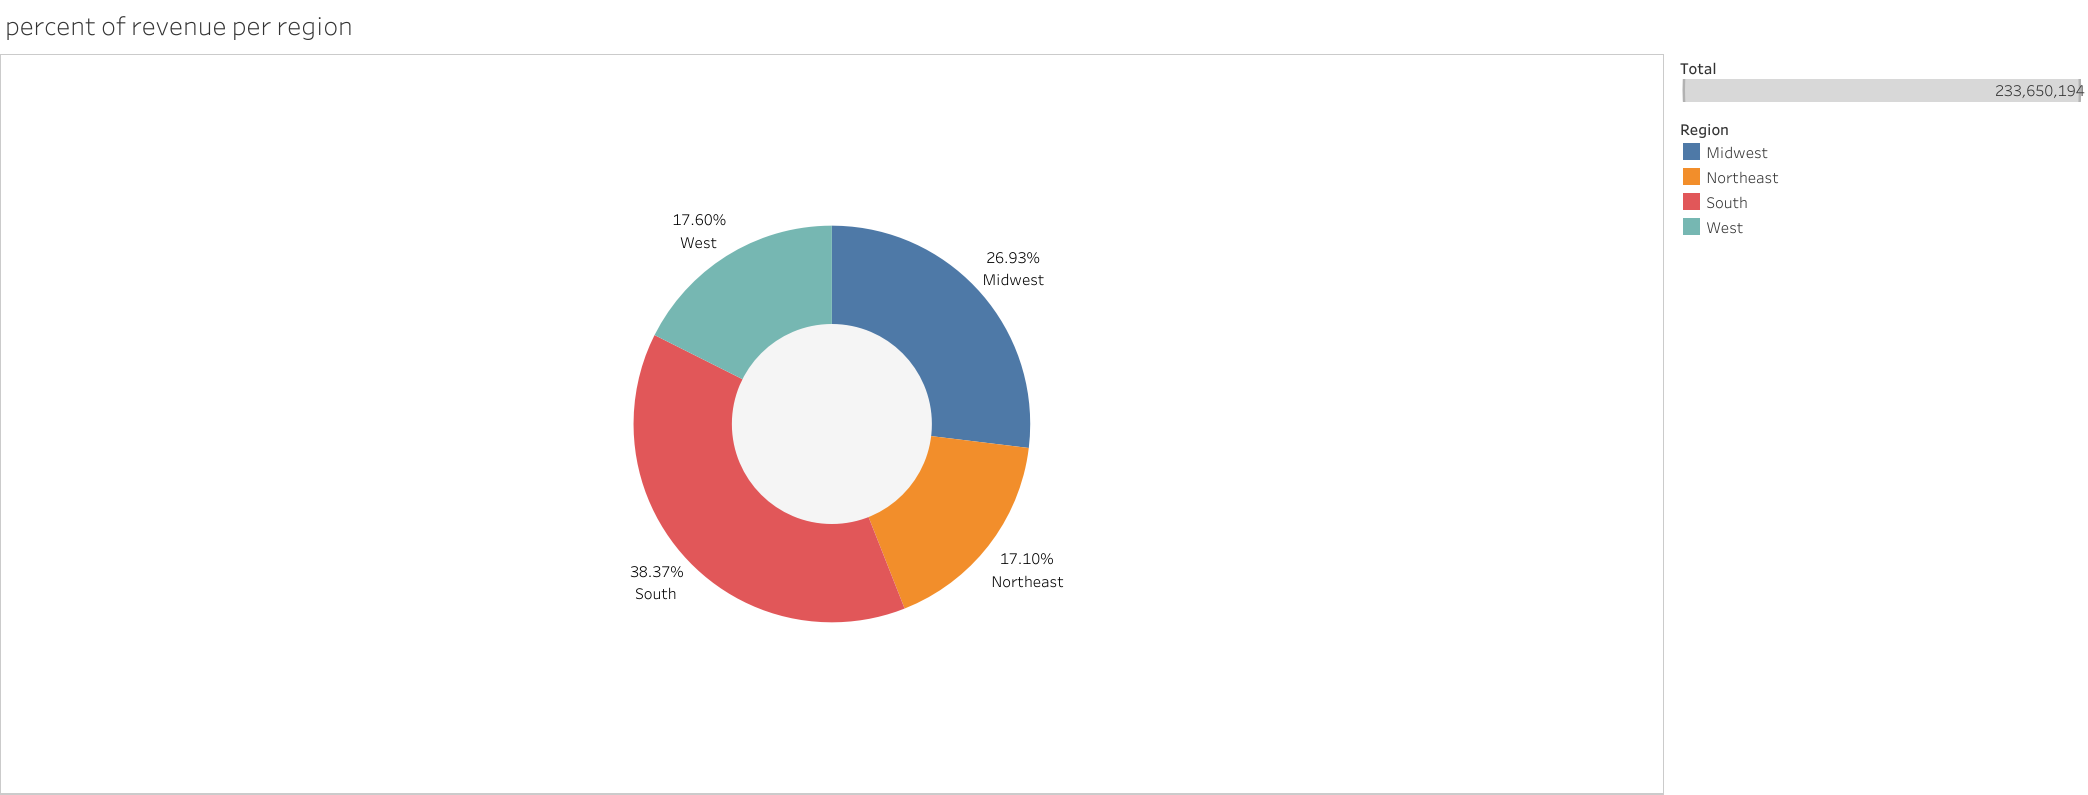 percent of revenue per region
Total
233,650,194
Region
Midwest
Northeast
South
West
17.60%
West
26.93%
Midwest
38.37%
South
17.10%
Northeast